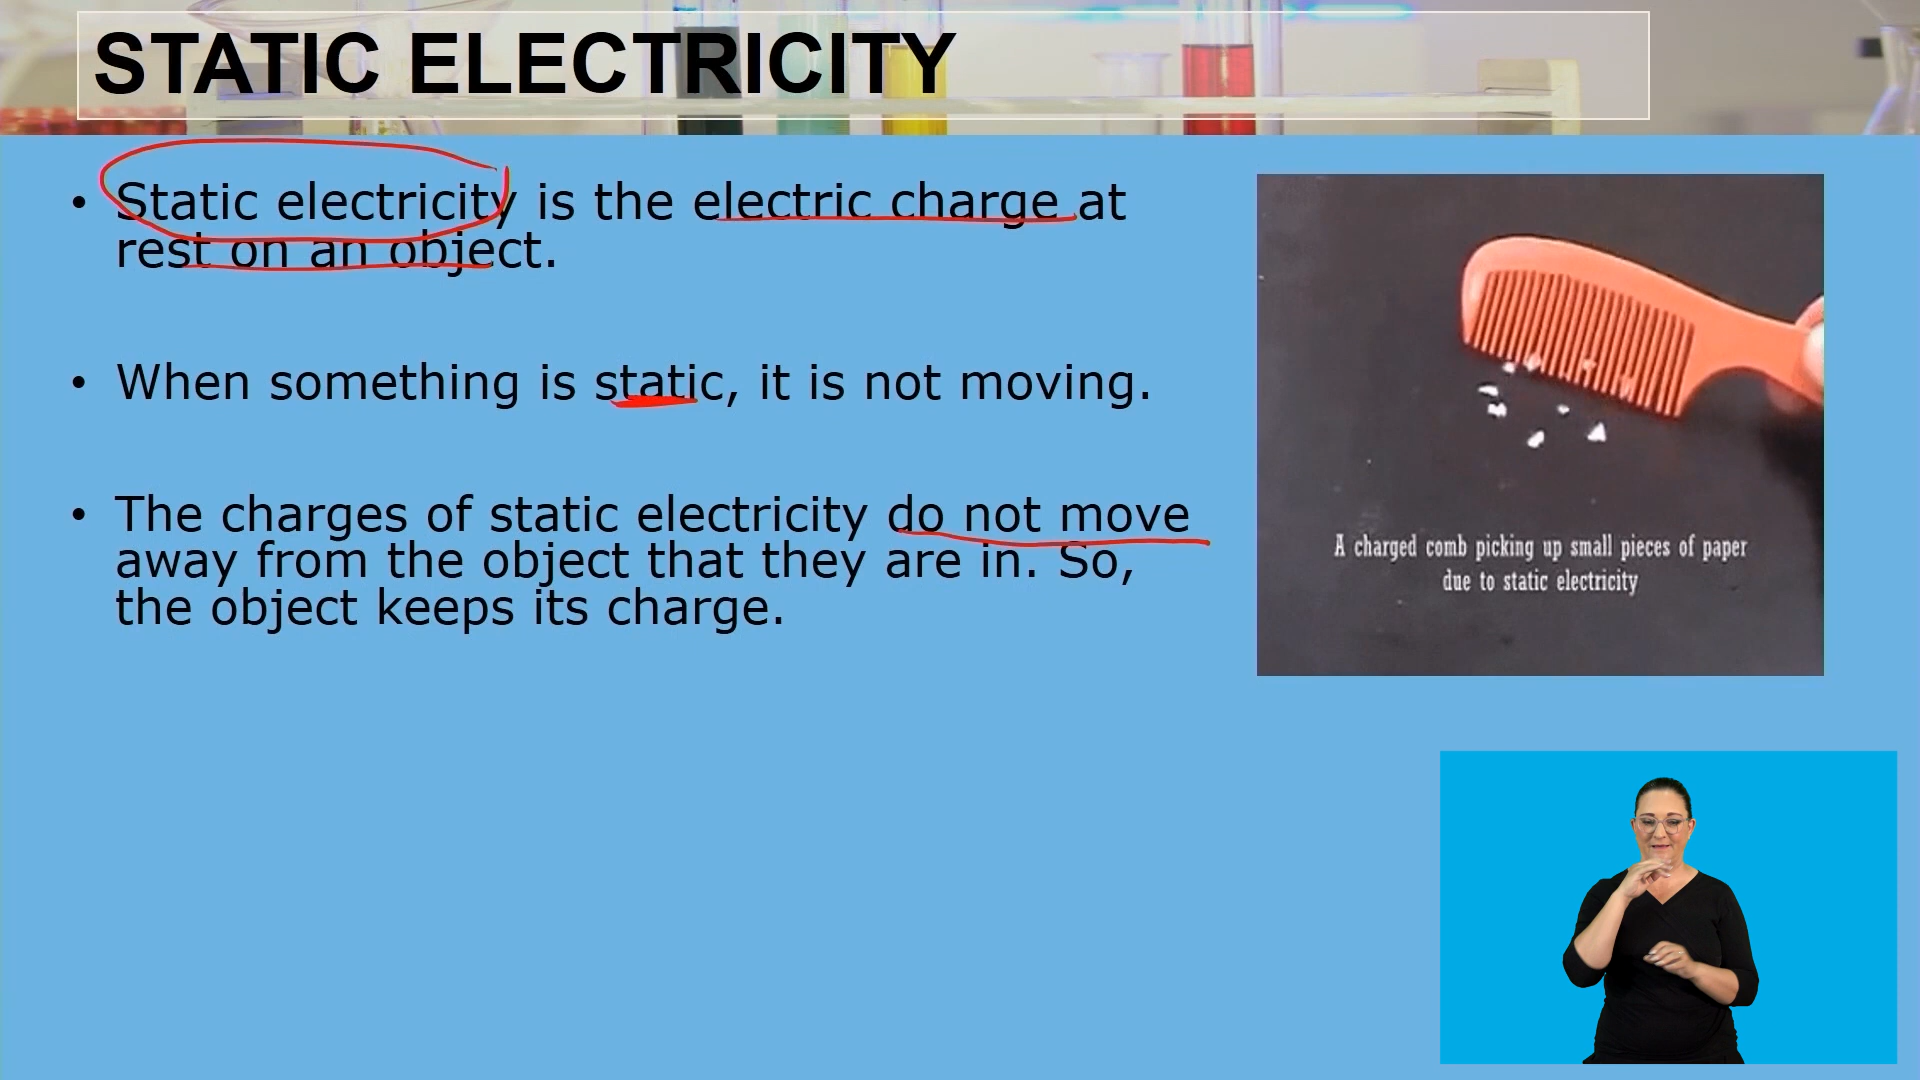 STATIC ELECTRICITY
• Static electricity is the electric charge at
rest on an object.
• When something is static, it is not moving.
• The charges of static electricity do not move
away from the object that they are in. So,
the object keeps its charge.
A charged comb picking up small pieces of paper
due to static electricity